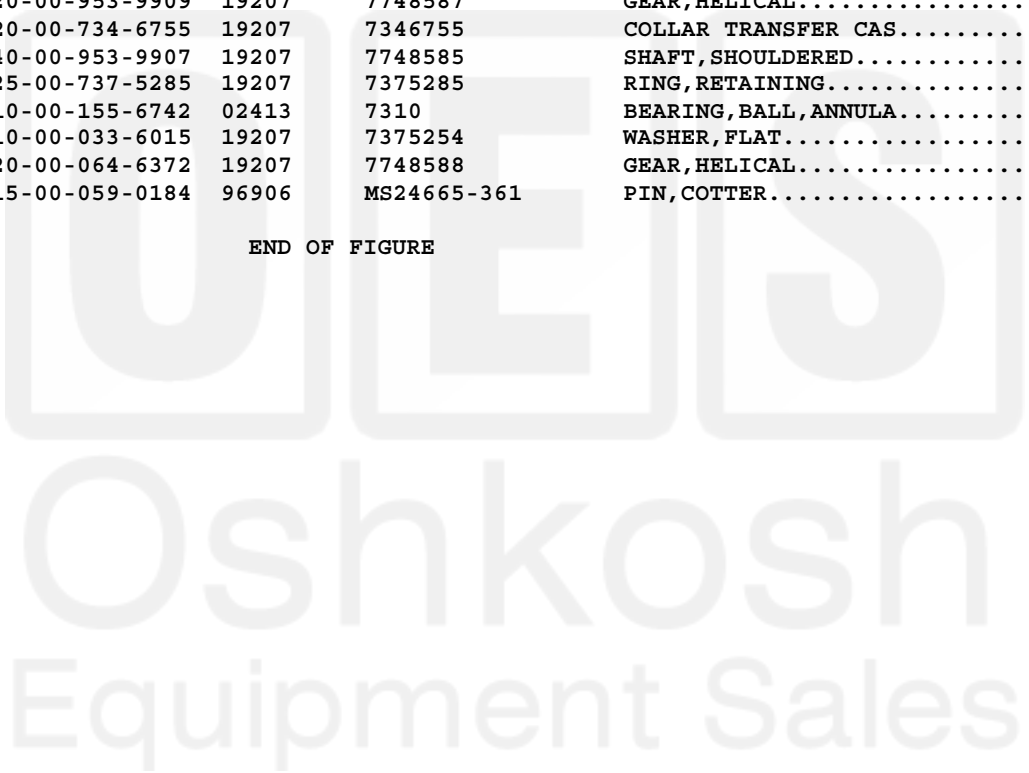 20-00-953-9909 19207 7748587 GEAR,HELICAL................
20-00-734-6755 19207 7346755 COLLAR TRANSFER CAS.........
40-00-953-9907 19207 7748585 SHAFT,SHOULDERED............
25-00-737-5285 19207 7375285 RING,RETAINING..............
10-00-155-6742 02413 7310 BEARING,BALL,ANNULA.........
10-00-033-6015 19207 7375254 WASHER,FLAT.................
20-00-064-6372 19207 7748588 GEAR,HELICAL................
15-00-059-0184 96906 MS24665-361 PIN,COTTER..................
END OF FIGURE
OES
Oshkosh
Equipment Sales